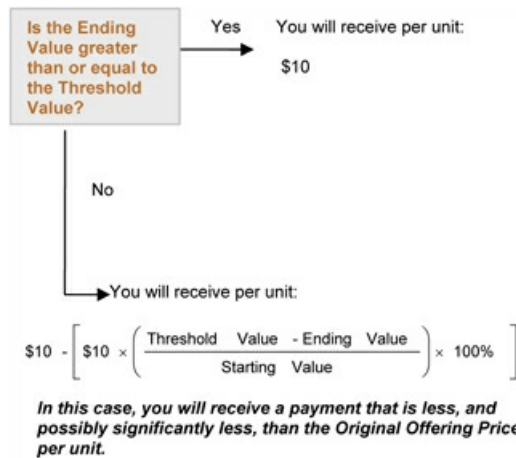 Is the Ending
Value greater
than or equal to
the Threshold
Value?
Yes
You will receive per unit:
$10
No
You will receive per unit:
$10 - [ $10 × ( Threshold Value - Ending Value
Starting Value ) × 100% ]
In this case, you will receive a payment that is less, and
possibly significantly less, than the Original Offering Price
per unit.